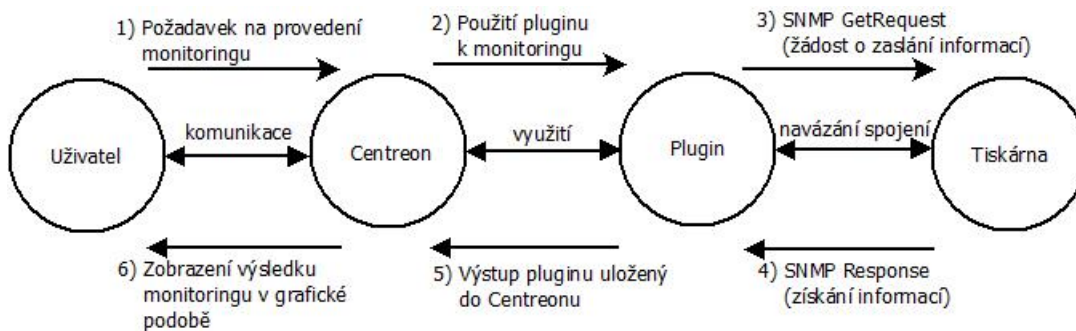 1) Požadavek na provedení
monitoringu
2) Použití pluginu
k monitoringu
3) SNMP GetRequest
(žádost o zaslání informací)
Uživatel
komunikace
Centreon
využití
Plugin
navázání spojení
Tiskárna
6) Zobrazení výsledku
monitoringu v grafické
podobě
5) Výstup pluginu uložený
do Centreonu
4) SNMP Response
(získání informací)